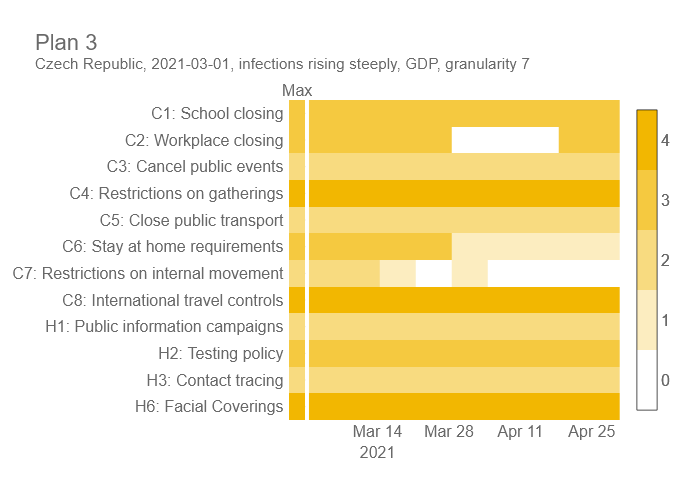 Plan 3
Czech Republic, 2021-03-01, infections rising steeply, GDP, granularity 7
Max
C1: School closing
C2: Workplace closing
C3: Cancel public events
C4: Restrictions on gatherings
C5: Close public transport
C6: Stay at home requirements
C7: Restrictions on internal movement
C8: International travel controls
H1: Public information campaigns
H2: Testing policy
H3: Contact tracing
H6: Facial Coverings
4
3
2
1
0
Mar 14 Mar 28 Apr 11 Apr 25
2021